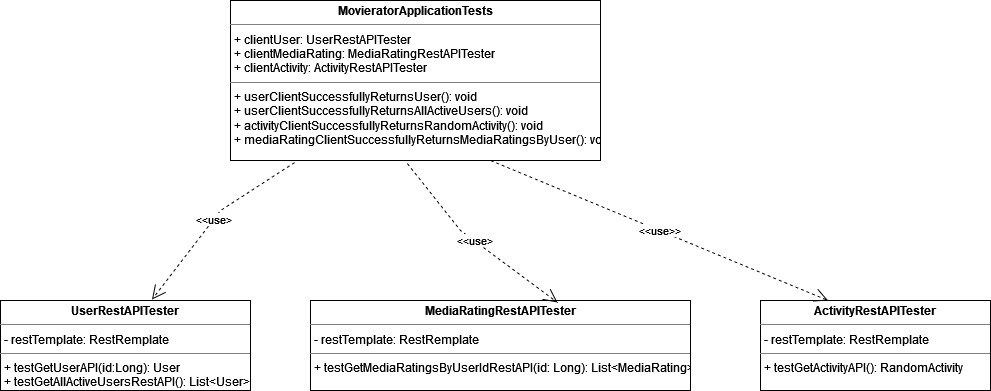 MovieratorApplicationTests
+ clientUser: UserRestAPITester
+ clientMediaRating: MediaRatingRestAPITester
+ clientActivity: ActivityRestAPITester
+ userClientSuccessfullyReturnsUser(): void
+ userClientSuccessfullyReturnsAllActiveUsers(): void
+ activityClientSuccessfullyReturnsRandomActivity(): void
+ mediaRatingClientSuccessfullyReturnsMediaRatingsByUser(): vo
<<use>
<<use>
<<use>>
UserRestAPITester
- restTemplate: RestRemplate
+ testGetUserAPI(id:Long): User
+ testGetAllActiveUsersRestAPI(): List<User>
MediaRatingRestAPITester
- restTemplate: RestRemplate
+ testGetMediaRatingsByUserIdRestAPI(id: Long): List<MediaRating>
ActivityRestAPITester
- restTemplate: RestRemplate
+ testGetActivityAPI(): RandomActivity